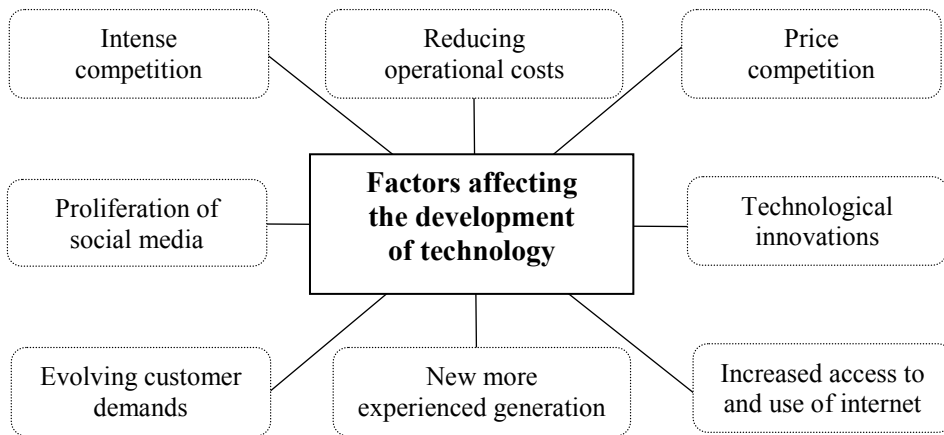 Intense
competition
Reducing
operational costs
Price
competition
Proliferation of
social media
Factors affecting
the development
of technology
Technological
innovations
Evolving customer
demands
New more
experienced generation
Increased access to
and use of internet